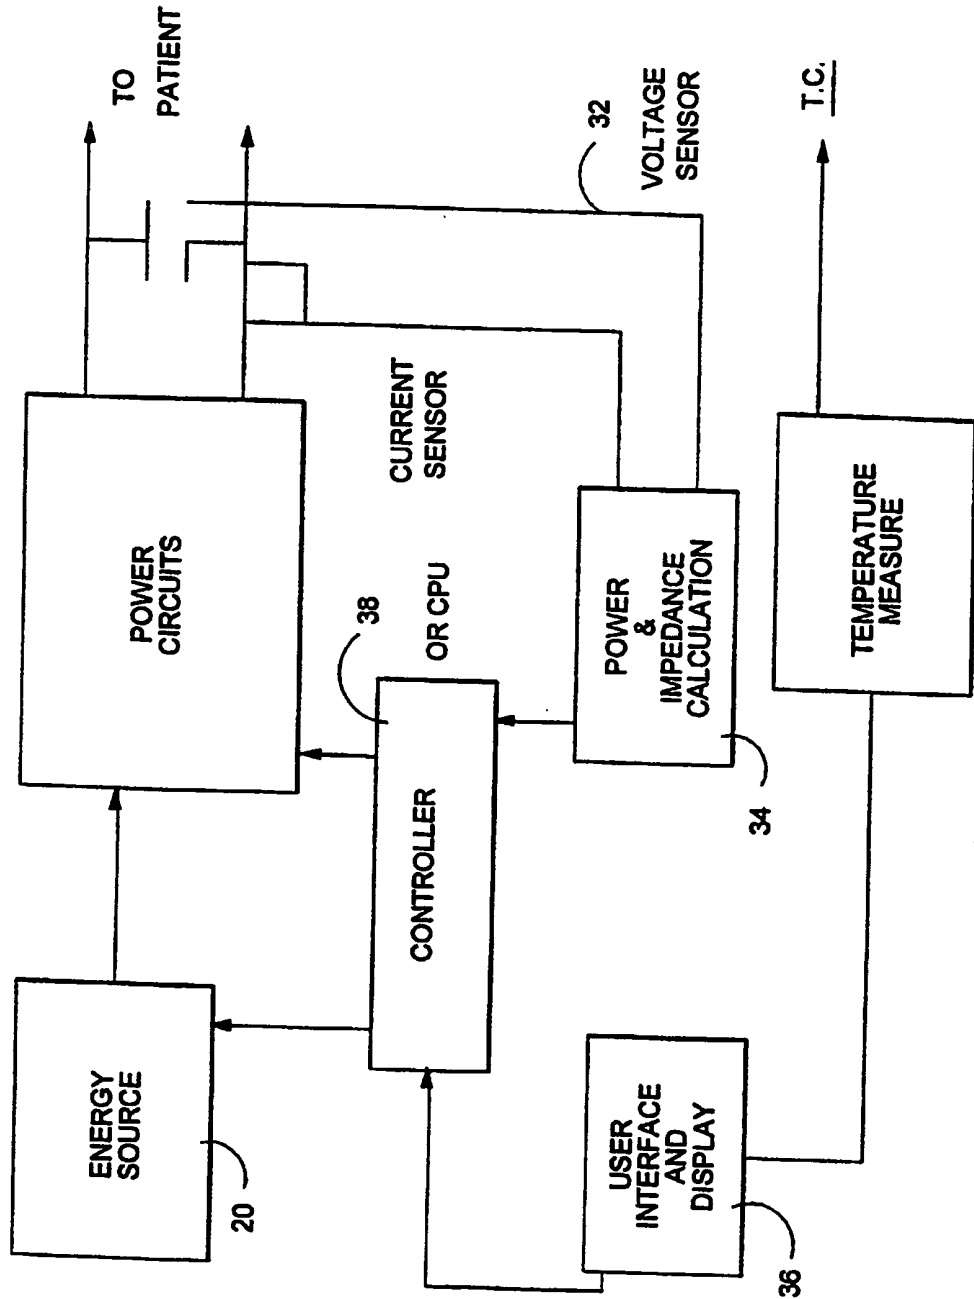 ENERGY
SOURCE
20
POWER
CIRCUITS
TO
PATIENT
CONTROLLER
38
OR CPU
CURRENT
SENSOR
32
VOLTAGE
SENSOR
USER
INTERFACE
AND
DISPLAY
36
POWER
&
IMPEDANCE
CALCULATION
34
TEMPERATURE
MEASURE
T.C.